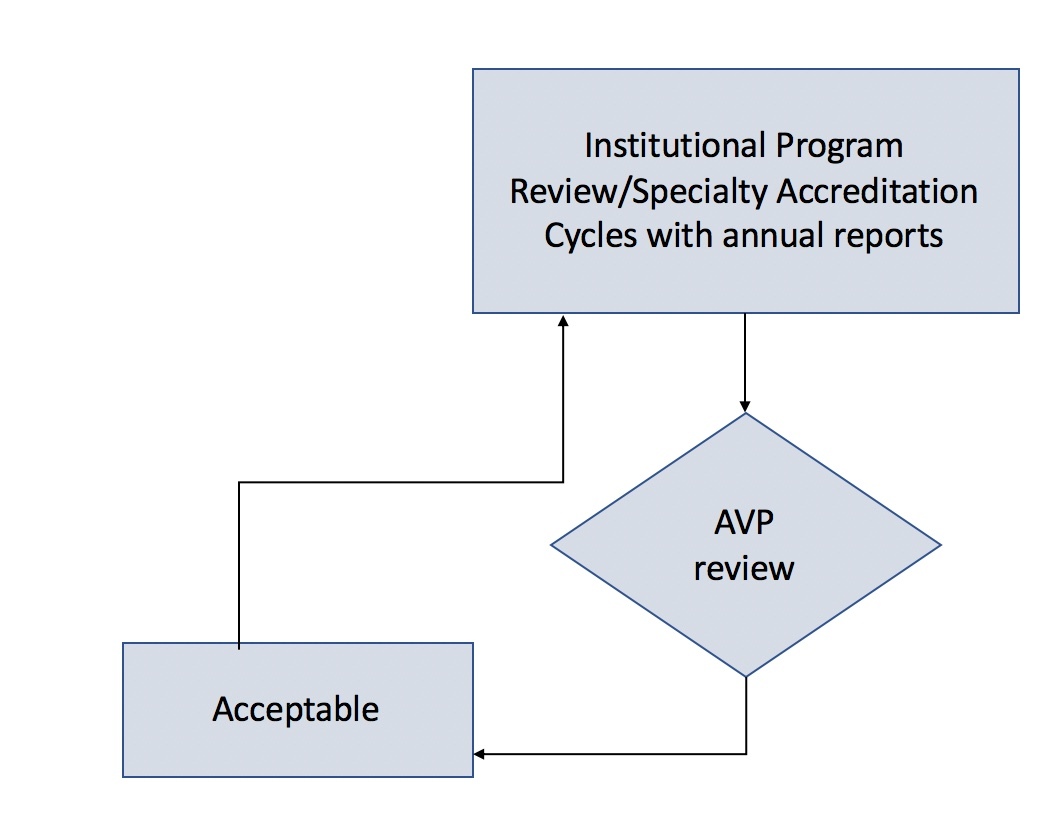 Institutional Program
Review/Specialty Accreditation
Cycles with annual reports
AVP
review
Acceptable